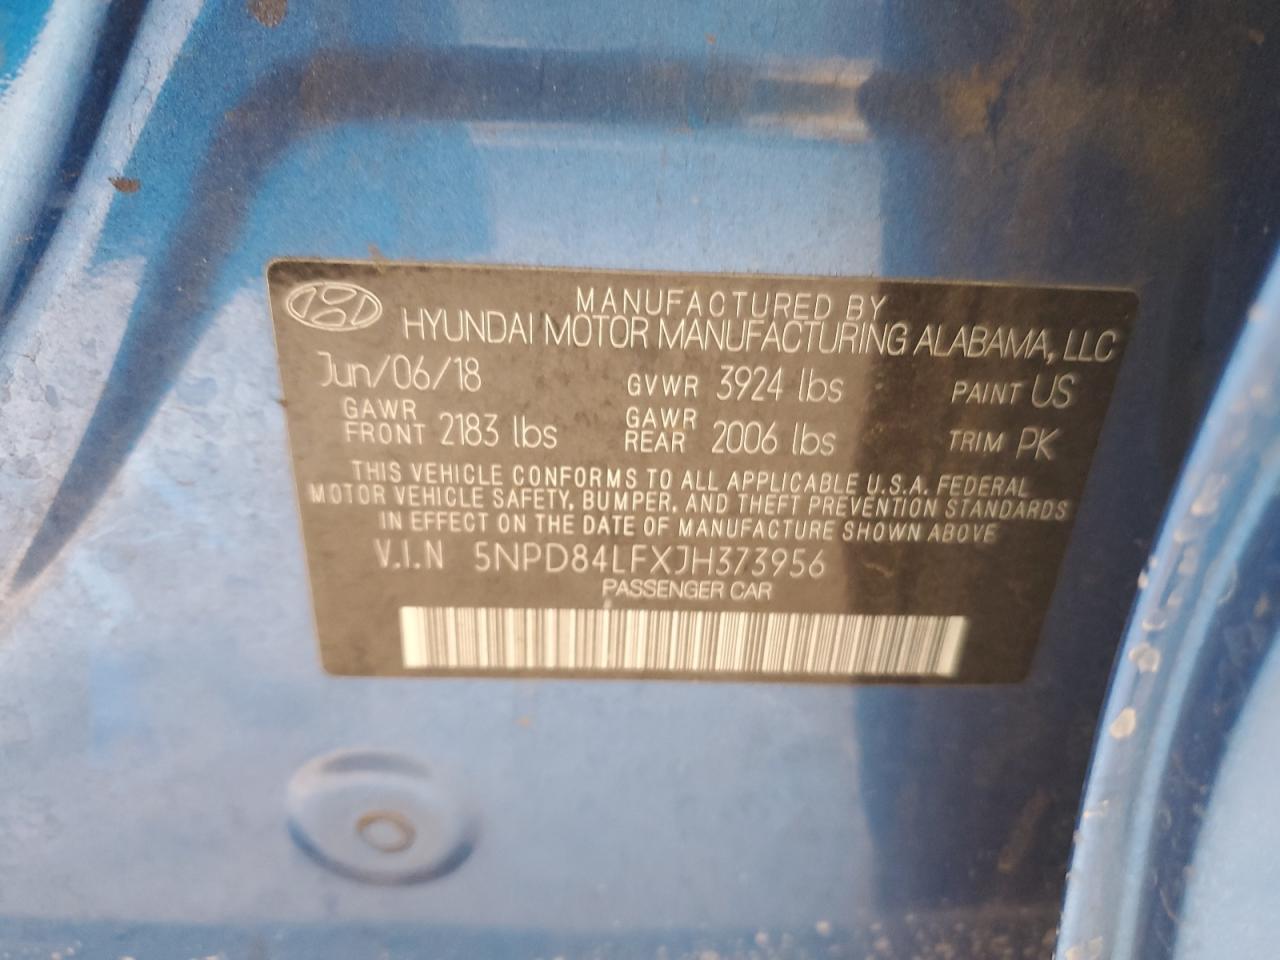 MANUFACTURED BY
HYUNDAI MOTOR MANUFACTURING ALABAMA, LLC
Jun/06/18 GVWR 3924 lbs PAINT US
GAWR FRONT 2183 lbs GAWR REAR 2006 lbs TRIM PK
THIS VEHICLE CONFORMS TO ALL APPLICABLE U.S.A. FEDERAL
MOTOR VEHICLE SAFETY, BUMPER, AND THEFT PREVENTION STANDARDS
IN EFFECT ON THE DATE OF MANUFACTURE SHOWN ABOVE
V.I.N 5NPD84LFXJH373956
PASSENGER CAR